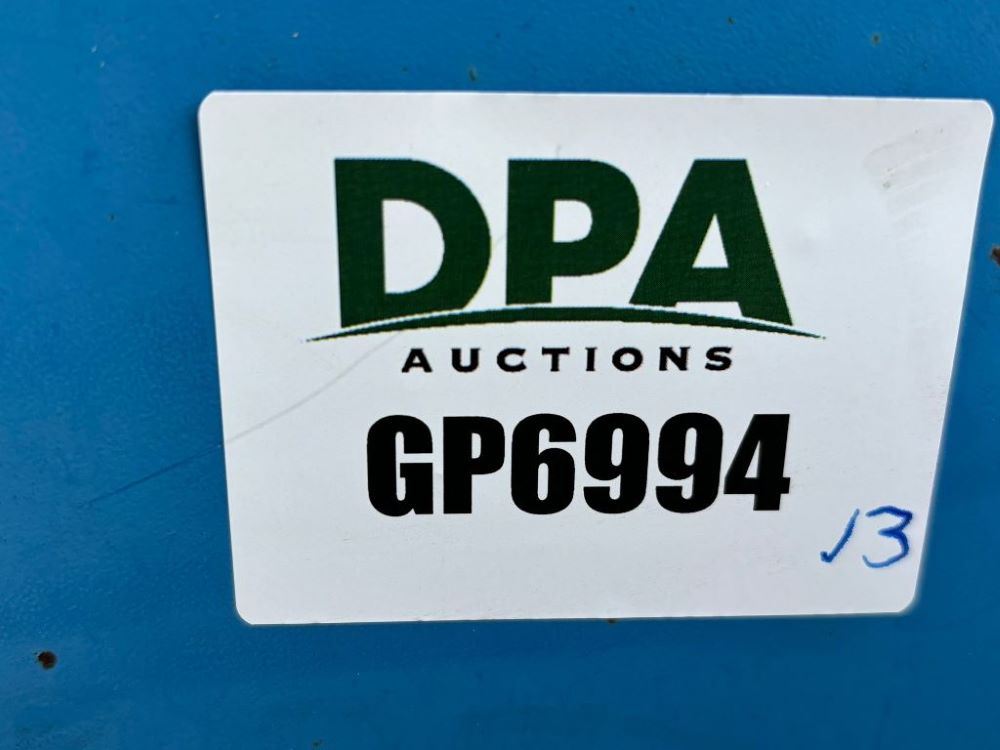 DPA
AUCTIONS
GP6994
13